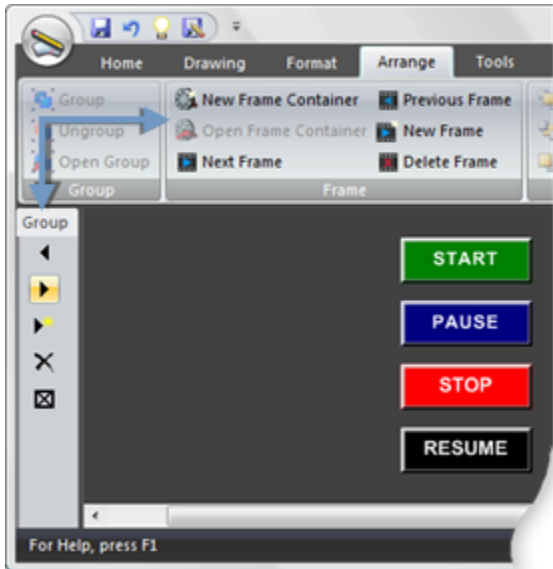 Home Drawing Format Arrange Tools
Group New Frame Container Previous Frame
Ungroup Open Frame Container New Frame
Open Group Next Frame Delete Frame
Group Frame
Group
START
PAUSE
STOP
RESUME
For Help, press F1